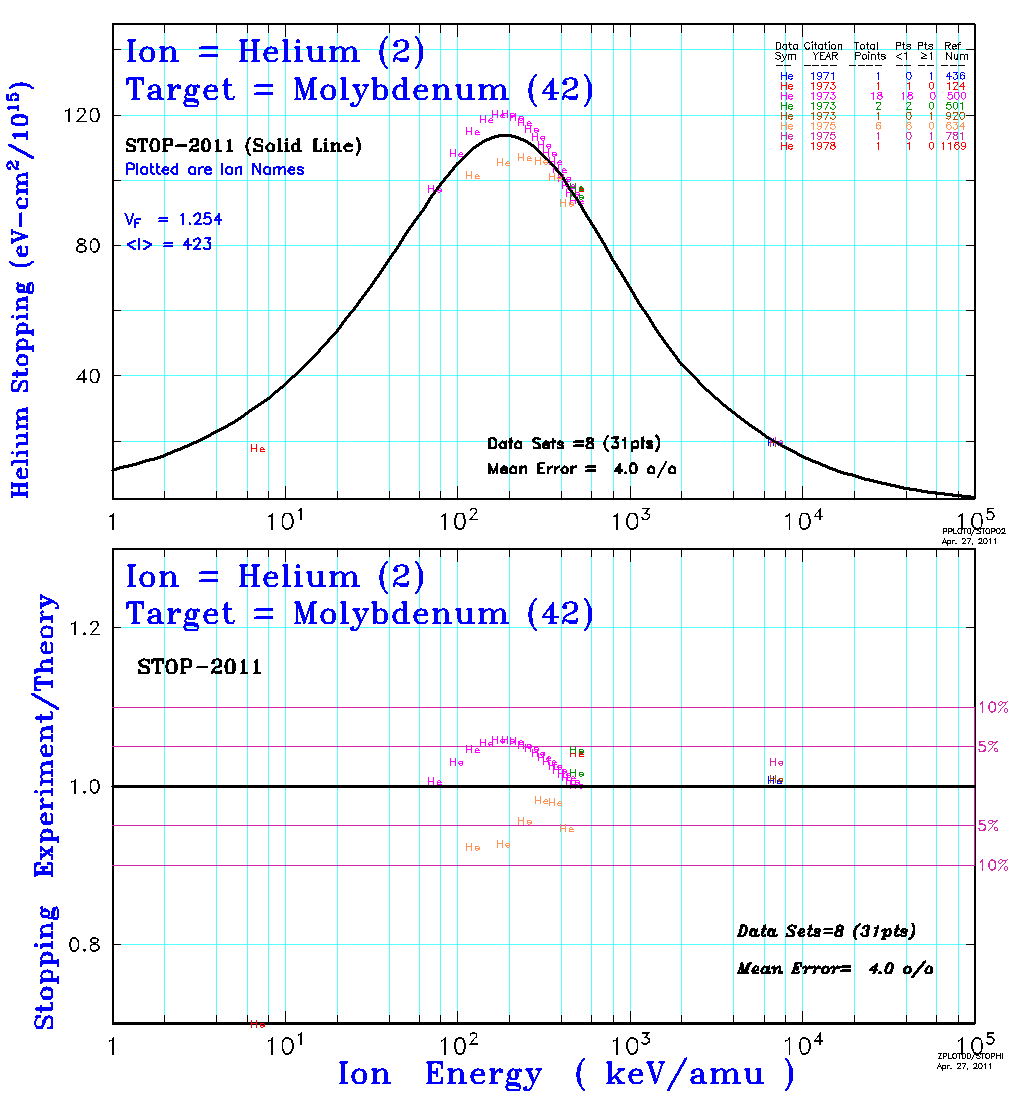 Ion = Helium (2)
Target = Molybdenum (42)
STOP-2011 (Solid Line)
Plotted are Ion Names
V_F = 1.254
<I> = 423
Data Citation Total Pts Pts Ref
Sym YEAR Points <1 ≥1 Num
He 1971 1 0 1 436
He 1973 1 1 0 124
He 1973 18 18 0 500
He 1973 2 2 0 501
He 1973 1 0 1 920
He 1975 6 6 0 634
He 1975 1 0 1 781
He 1978 1 1 0 1169
Helium Stopping (eV-cm²/10¹⁵)
120
80
40
Data Sets =8 (31pts)
Mean Error = 4.0 o/o
1 10¹ 10² 10³ 10⁴ 10⁵
Apr. 27, 2011
Ion = Helium (2)
Target = Molybdenum (42)
STOP-2011
Stopping Experiment/Theory
1.2
1.0
0.8
10%
5%
5%
10%
Data Sets=8 (31pts)
Mean Error= 4.0 o/o
1 10¹ 10² 10³ 10⁴ 10⁵
Ion Energy ( keV/amu )
Apr. 27, 2011